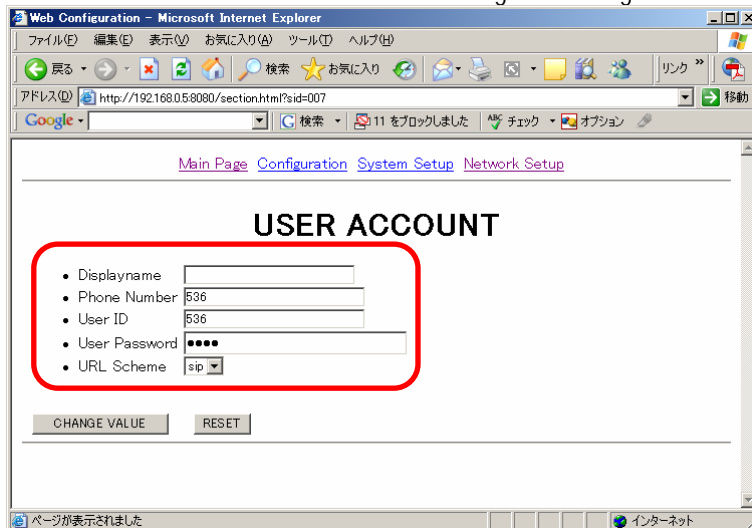 Web Configuration - Microsoft Internet Explorer
ファイル(F) 編集(E) 表示(V) お気に入り(A) ツール(T) ヘルプ(H)
戻る 検索 お気に入り リンク »
アドレス(D) http://192.168.0.5:8080/section.html?sid=007 移動
Google 検索 11 をブロックしました チェック オプション
Main Page Configuration System Setup Network Setup
USER ACCOUNT
• Displayname
• Phone Number 536
• User ID 536
• User Password ●●●●
• URL Scheme sip
CHANGE VALUE RESET
ページが表示されました インターネット